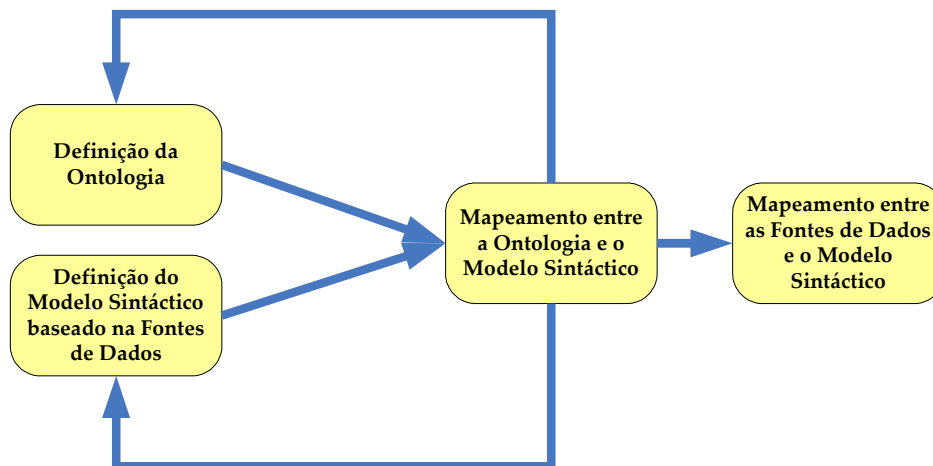 Definição da
Ontologia
Definição do
Modelo Sintáctico
baseado na Fontes
de Dados
Mapeamento entre
a Ontologia e o
Modelo Sintáctico
Mapeamento entre
as Fontes de Dados
e o Modelo
Sintáctico